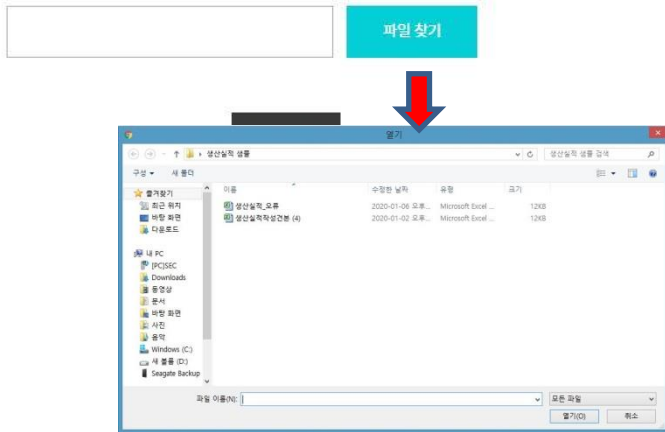 파일 찾기
열기
생산실적 샘플
생산실적 샘플 검색
구성
새 폴더
이름
수정한 날짜
유형
크기
즐겨찾기
최근 위치
바탕 화면
다운로드
생산실적_오류
2020-01-06 오후...
Microsoft Excel ...
12KB
생산실적작성견본 (4)
2020-01-02 오후...
Microsoft Excel ...
12KB
내 PC
[PC]SEC
Downloads
동영상
문서
바탕 화면
사진
음악
Windows (C:)
새 볼륨 (D:)
Seagate Backup
파일 이름(N):
모든 파일
열기(O)
취소